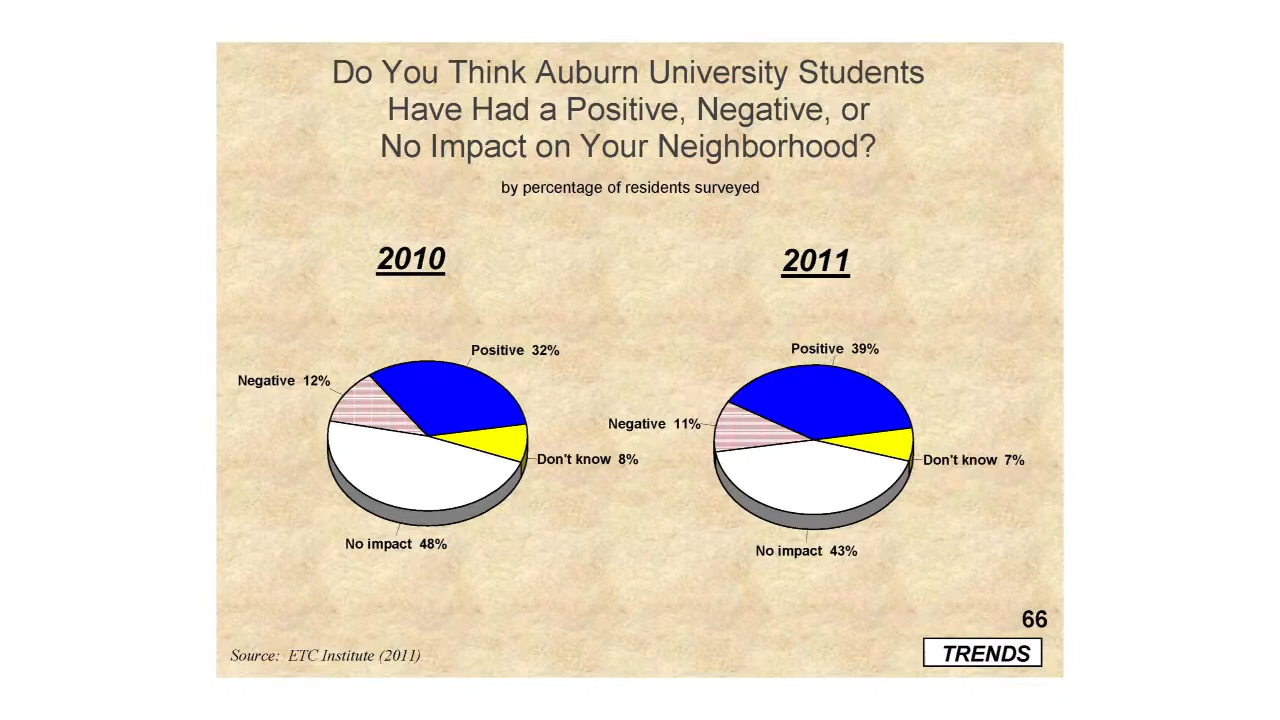 Do You Think Auburn University Students
Have Had a Positive, Negative, or
No Impact on Your Neighborhood?
by percentage of residents surveyed
2010
2011
Positive 32%
Negative 12%
Don't know 8%
No impact 48%
Positive 39%
Negative 11%
Don't know 7%
No impact 43%
66
Source: ETC Institute (2011)
TRENDS